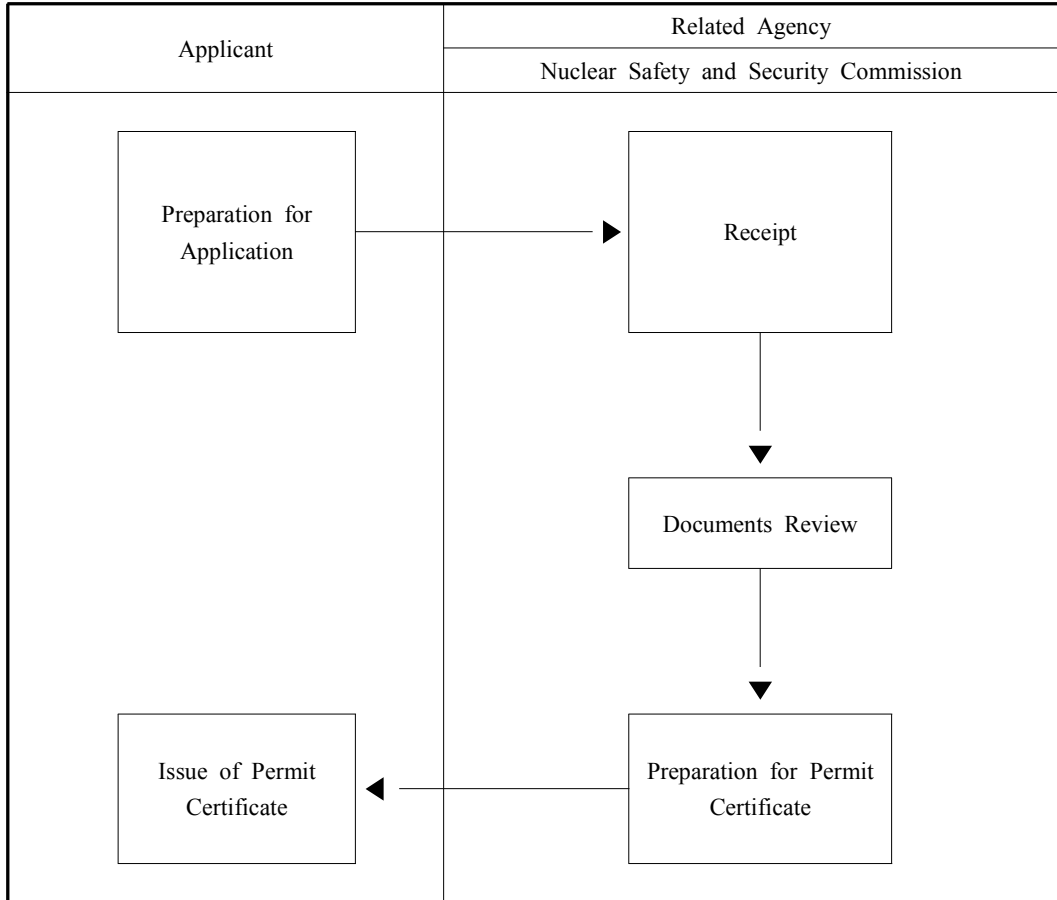 Applicant
Related Agency
Nuclear Safety and Security Commission
Preparation for
Application
Receipt
Documents Review
Issue of Permit
Certificate
Preparation for Permit
Certificate